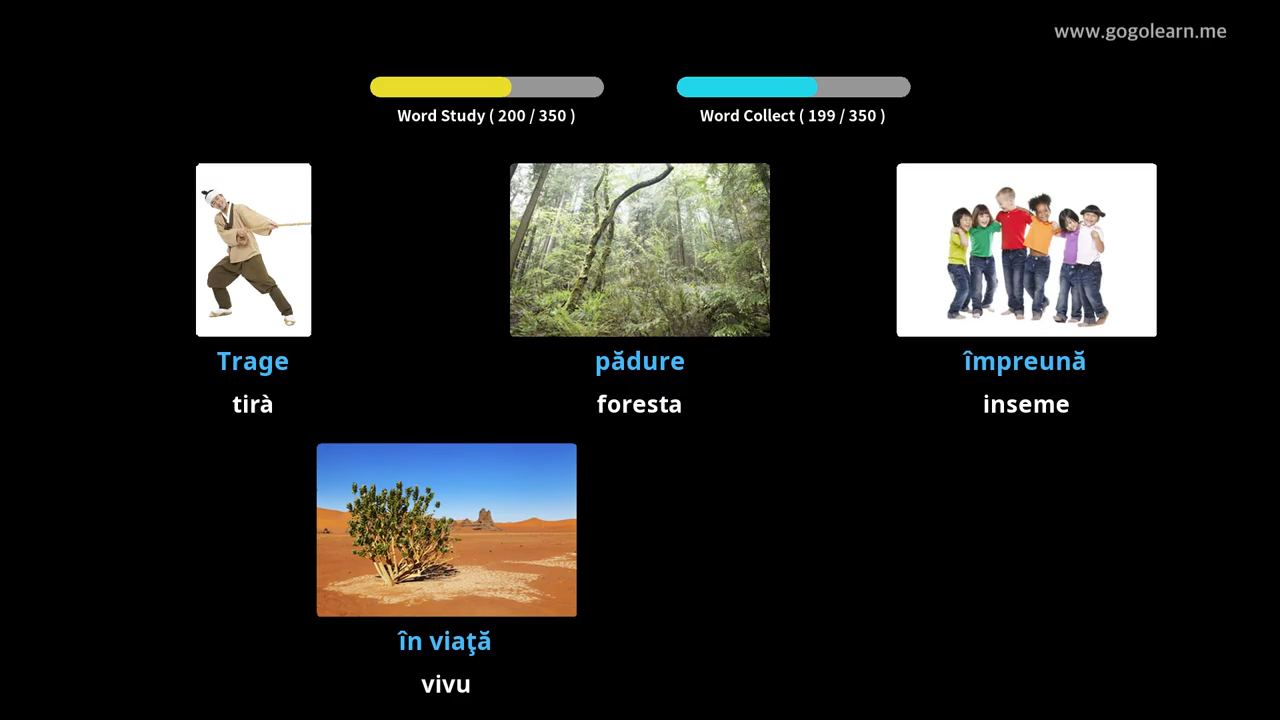 www.gogolearn.me
Word Study ( 200 / 350 )
Word Collect ( 199 / 350 )
Trage
tirà
pădure
foresta
împreună
inseme
în viaţă
vivu